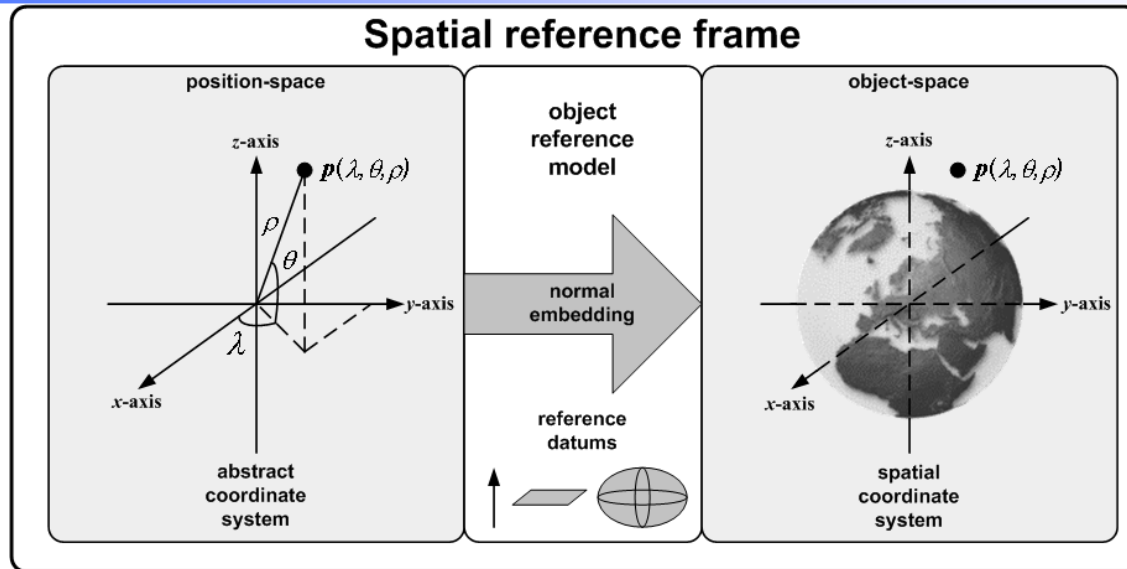 Spatial reference frame
position-space
z-axis
p(λ, θ, ρ)
ρ
θ
y-axis
λ
x-axis
abstract
coordinate
system
object
reference
model
normal
embedding
reference
datums
object-space
z-axis
p(λ, θ, ρ)
y-axis
x-axis
spatial
coordinate
system